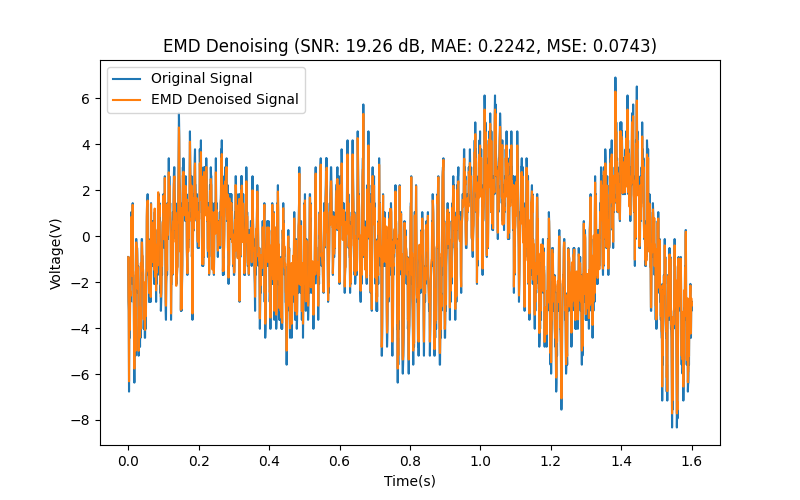 EMD Denoising (SNR: 19.26 dB, MAE: 0.2242, MSE: 0.0743)
Original Signal
EMD Denoised Signal
6
4
2
0
−2
−4
−6
−8
Voltage(V)
0.0 0.2 0.4 0.6 0.8 1.0 1.2 1.4 1.6
Time(s)